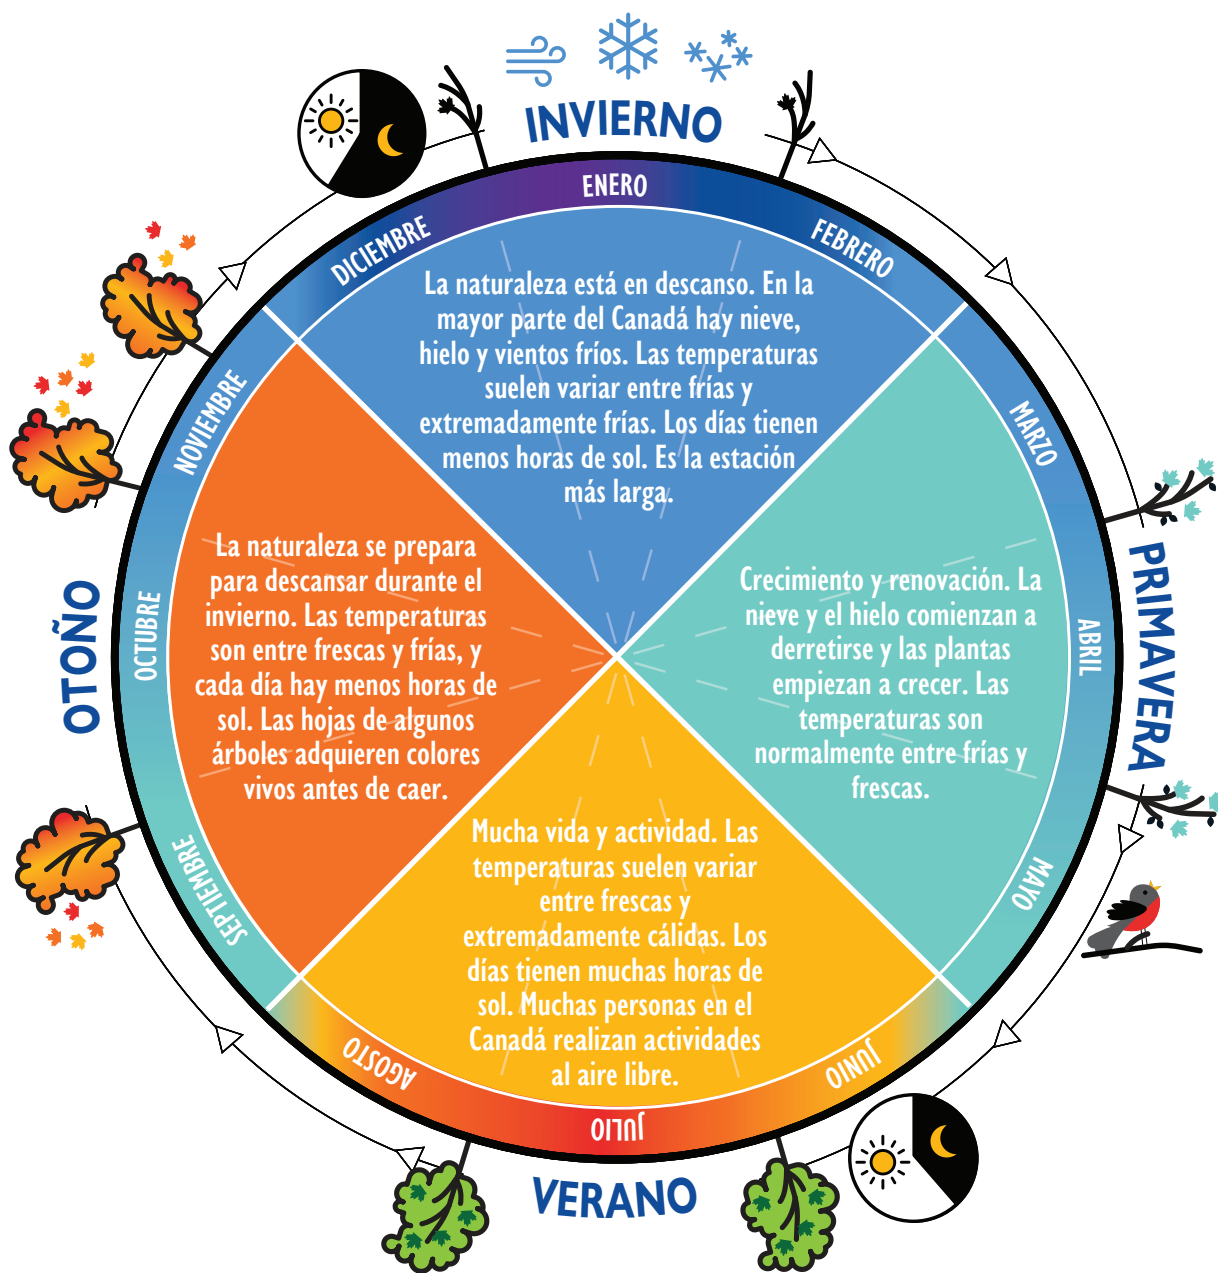 INVIERNO
ENERO
FEBRERO
MARZO
ABRIL
MAYO
JUNIO
JULIO
AGOSTO
SEPTIEMBRE
OCTUBRE
NOVIEMBRE
DICIEMBRE
La naturaleza está en descanso. En la
mayor parte del Canadá hay nieve,
hielo y vientos fríos. Las temperaturas
suelen variar entre frías y
extremadamente frías. Los días tienen
menos horas de sol. Es la estación
más larga.
PRIMAVERA
Crecimiento y renovación. La
nieve y el hielo comienzan a
derretirse y las plantas
empiezan a crecer. Las
temperaturas son
normalmente entre frías y
frescas.
VERANO
Mucha vida y actividad. Las
temperaturas suelen variar
entre frescas y
extremadamente cálidas. Los
días tienen muchas horas de
sol. Muchas personas en el
Canadá realizan actividades
al aire libre.
OTOÑO
La naturaleza se prepara
para descansar durante el
invierno. Las temperaturas
son entre frescas y frías, y
cada día hay menos horas de
sol. Las hojas de algunos
árboles adquieren colores
vivos antes de caer.